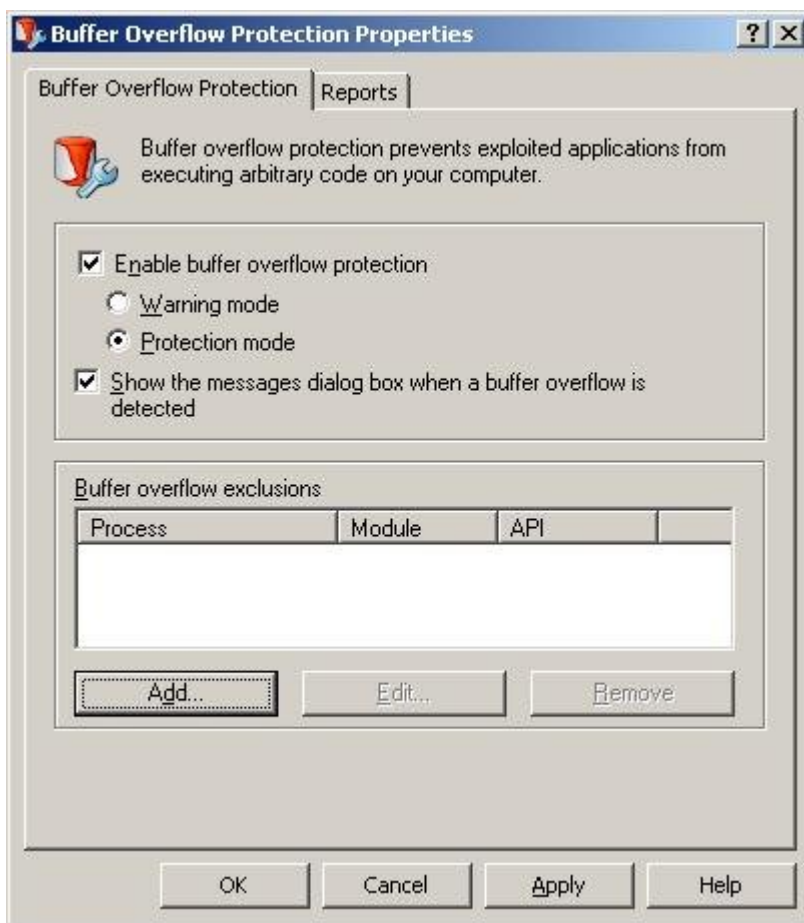 Buffer Overflow Protection Properties
Buffer Overflow Protection
Reports
Buffer overflow protection prevents exploited applications from
executing arbitrary code on your computer.
Enable buffer overflow protection
Warning mode
Protection mode
Show the messages dialog box when a buffer overflow is
detected
Buffer overflow exclusions
Process Module API
Add... Edit... Remove
OK Cancel Apply Help